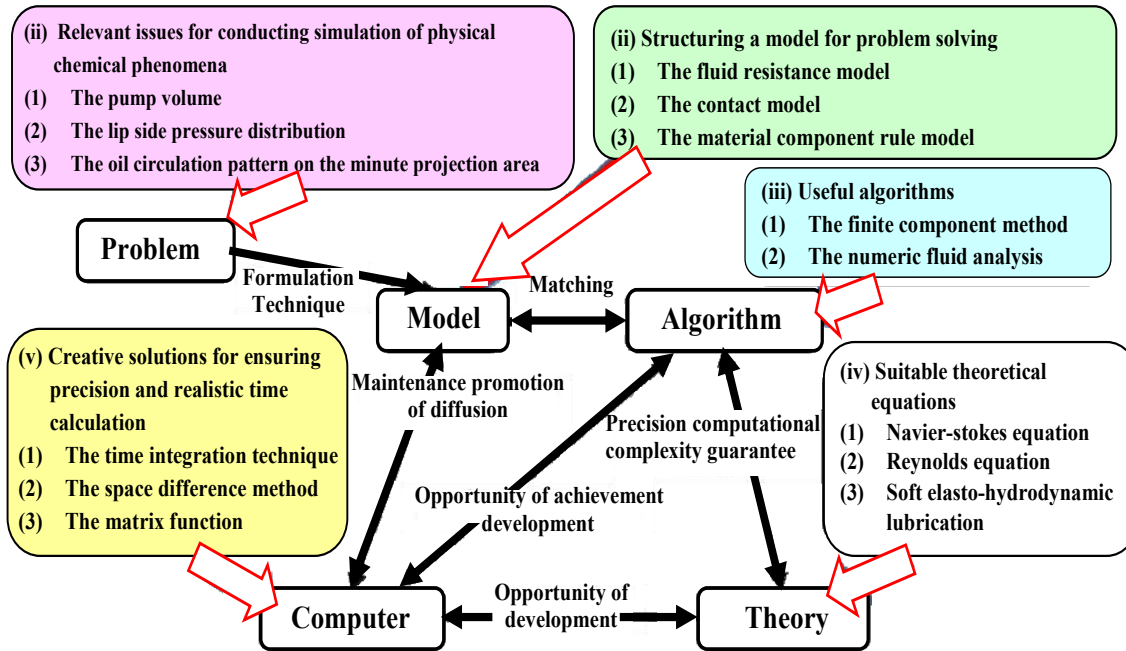 (ii) Relevant issues for conducting simulation of physical
chemical phenomena
(1) The pump volume
(2) The lip side pressure distribution
(3) The oil circulation pattern on the minute projection area
(ii) Structuring a model for problem solving
(1) The fluid resistance model
(2) The contact model
(3) The material component rule model
(iii) Useful algorithms
(1) The finite component method
(2) The numeric fluid analysis
Problem
Formulation
Technique
Matching
Model
Algorithm
(v) Creative solutions for ensuring
precision and realistic time
calculation
(1) The time integration technique
(2) The space difference method
(3) The matrix function
Maintenance promotion
of diffusion
Precision computational
complexity guarantee
(iv) Suitable theoretical
equations
(1) Navier-stokes equation
(2) Reynolds equation
(3) Soft elasto-hydrodynamic
lubrication
Opportunity of achievement
development
Computer
Opportunity of
development
Theory